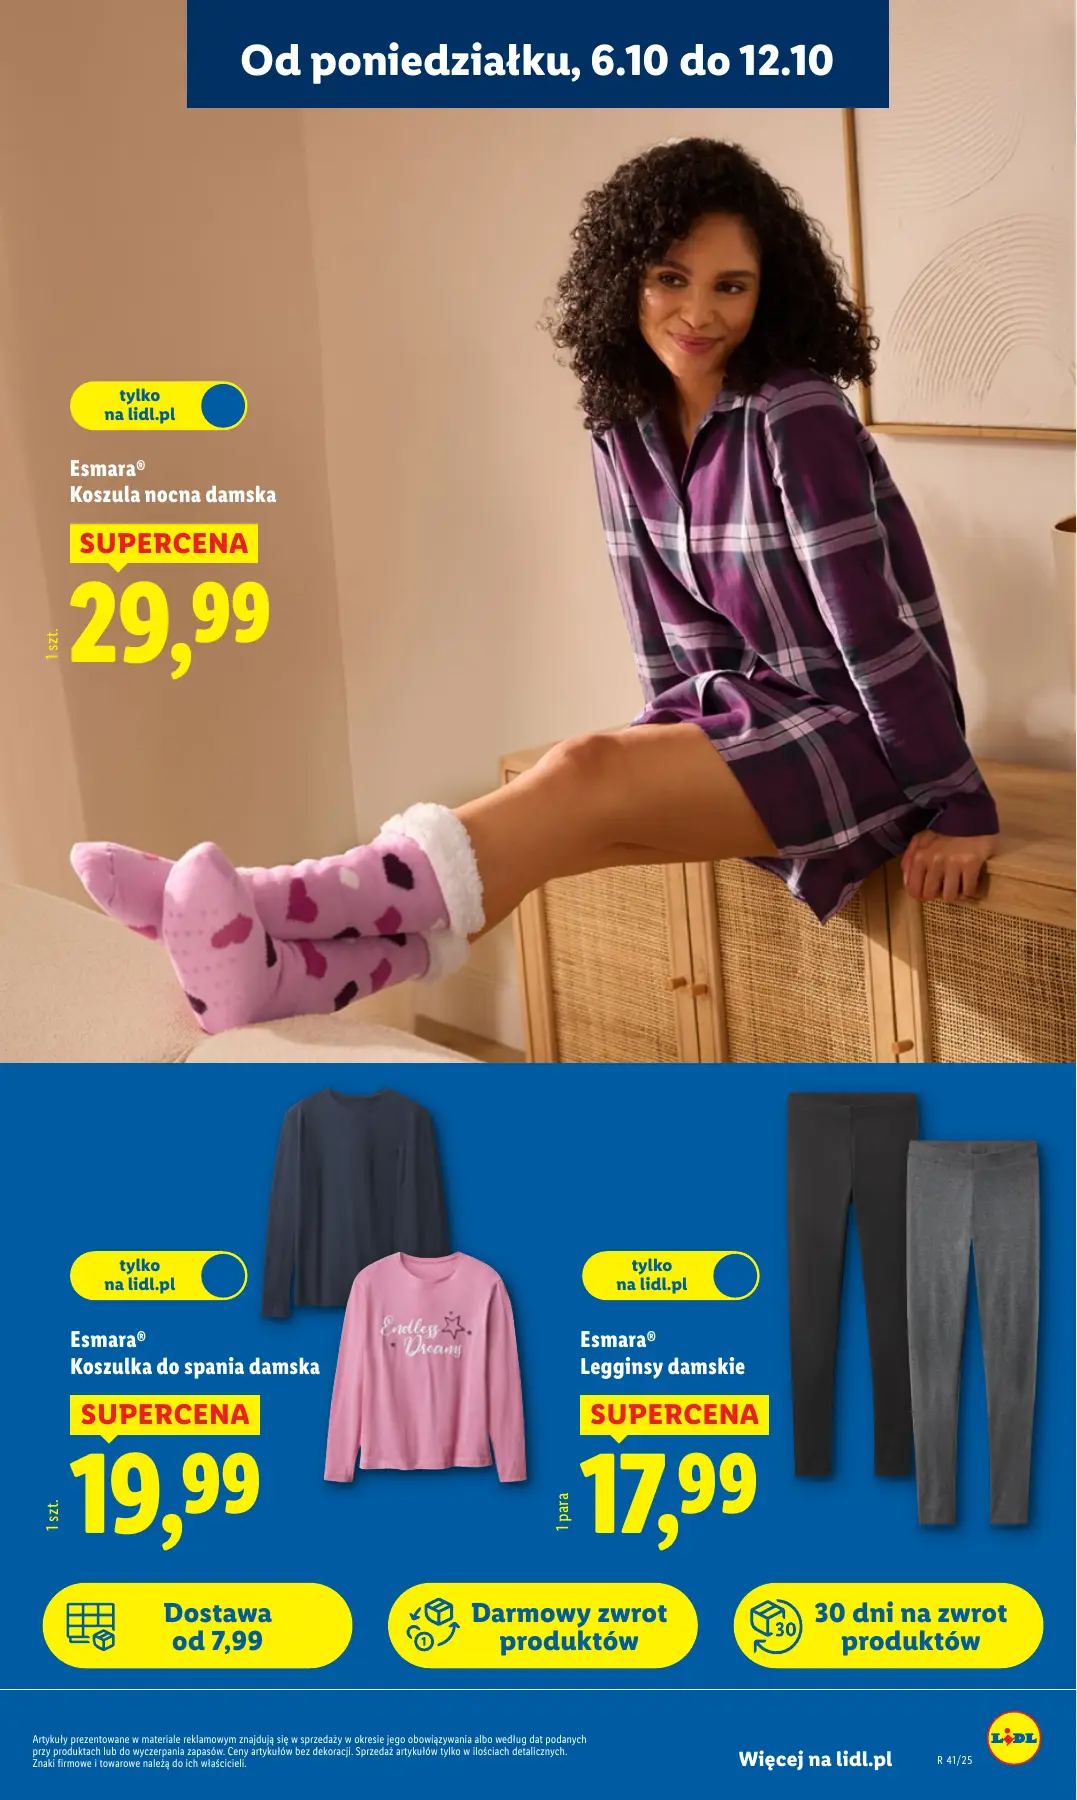 Od poniedziałku, 6.10 do 12.10
tylko
na lidl.pl
Esmara®
Koszula nocna damska
SUPERCENA
1 szt.
29,99
tylko
na lidl.pl
Esmara®
Koszulka do spania damska
SUPERCENA
1 szt.
19,99
Endless
Dreams
tylko
na lidl.pl
Esmara®
Legginsy damskie
SUPERCENA
1 para
17,99
Dostawa
od 7,99
1
Darmowy zwrot
produktów
30
30 dni na zwrot
produktów
Artykuły prezentowane w materiale reklamowym znajdują się w sprzedaży w okresie jego obowiązywania albo według dat podanych
przy produktach lub do wyczerpania zapasów. Ceny artykułów bez dekoracji. Sprzedaż artykułów tylko w ilościach detalicznych.
Znaki firmowe i towarowe należą do ich właścicieli.
Więcej na lidl.pl
R 41/25
LIDL